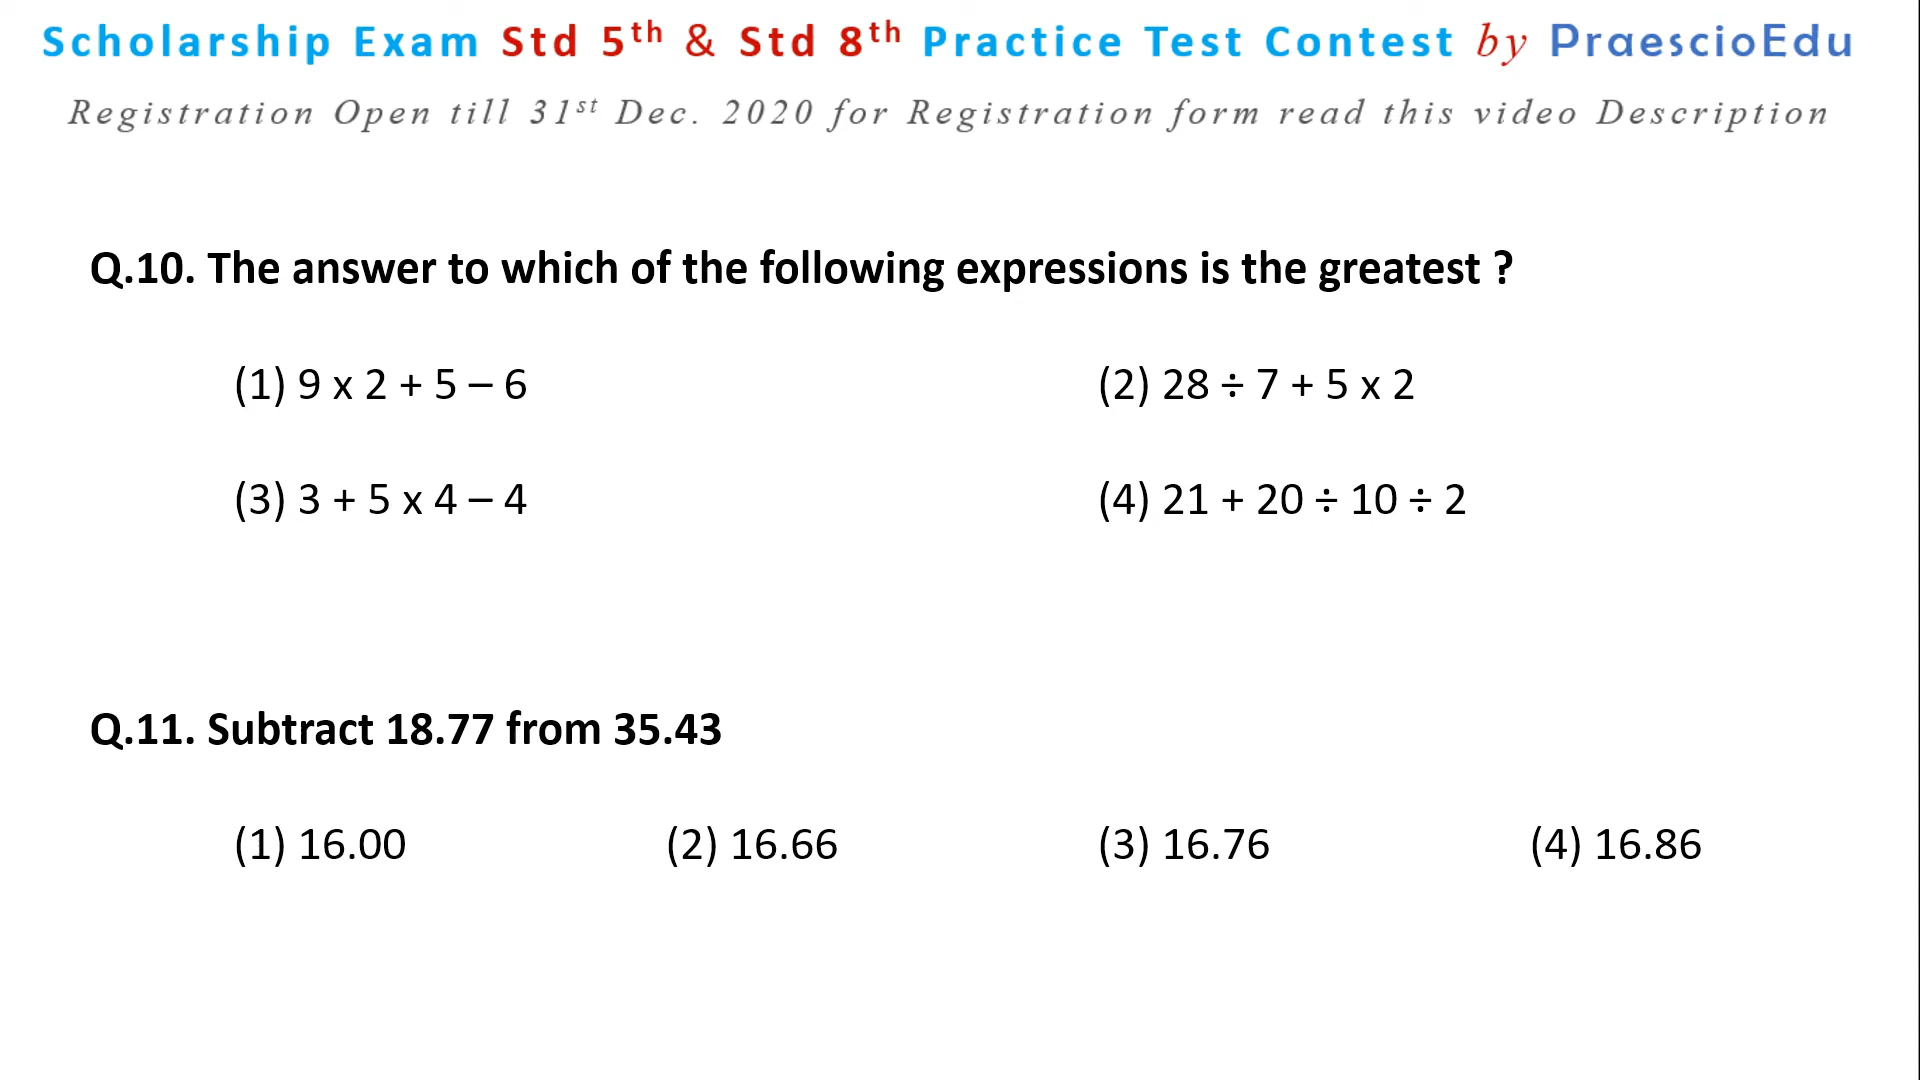 Scholarship Exam Std 5th & Std 8th Practice Test Contest by PraescioEdu
Registration Open till 31st Dec. 2020 for Registration form read this video Description
Q.10. The answer to which of the following expressions is the greatest ?
(1) 9 x 2 + 5 – 6 (2) 28 ÷ 7 + 5 x 2
(3) 3 + 5 x 4 – 4 (4) 21 + 20 ÷ 10 ÷ 2
Q.11. Subtract 18.77 from 35.43
(1) 16.00 (2) 16.66 (3) 16.76 (4) 16.86